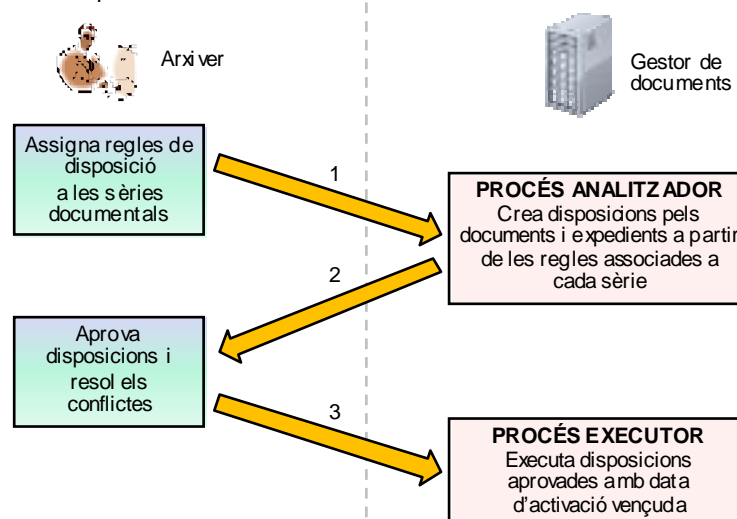 Arxiver
Gestor de
documents
Assigna regles de
disposició
a les sèries
documentals
1
PROCÉS ANALITZADOR
Crea disposicions pels
documents i expedients a partir
de les regles associades a
cada sèrie
2
Aprova
disposicions i
resol els
conflictes
3
PROCÉS EXECUTOR
Executa disposicions
aprovades amb data
d'activació vençuda